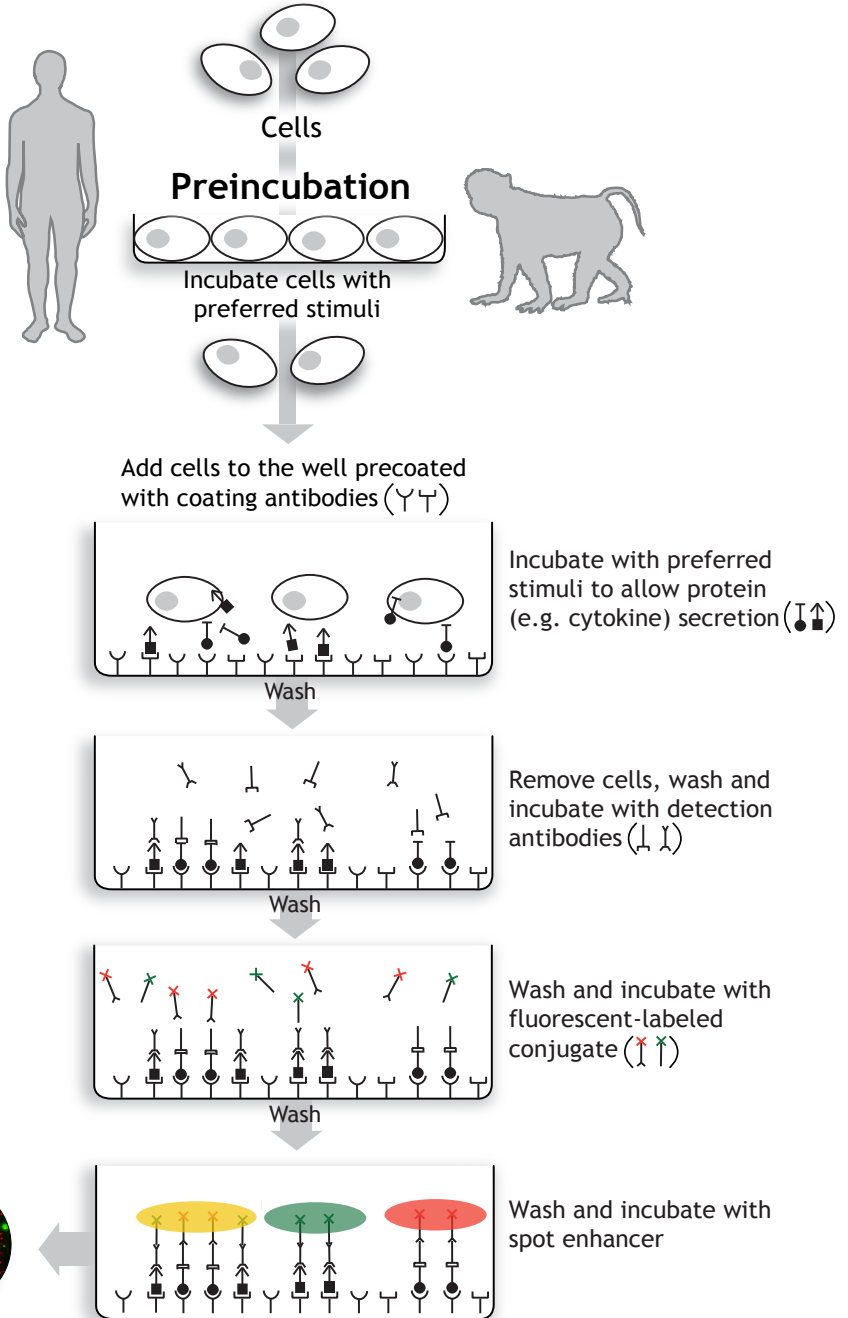 Cells
Preincubation
Incubate cells with
preferred stimuli
Add cells to the well precoated
with coating antibodies ( )
Incubate with preferred
stimuli to allow protein
(e.g. cytokine) secretion ( )
Wash
Remove cells, wash and
incubate with detection
antibodies ( )
Wash
Wash and incubate with
fluorescent-labeled
conjugate ( )
Wash
Wash and incubate with
spot enhancer